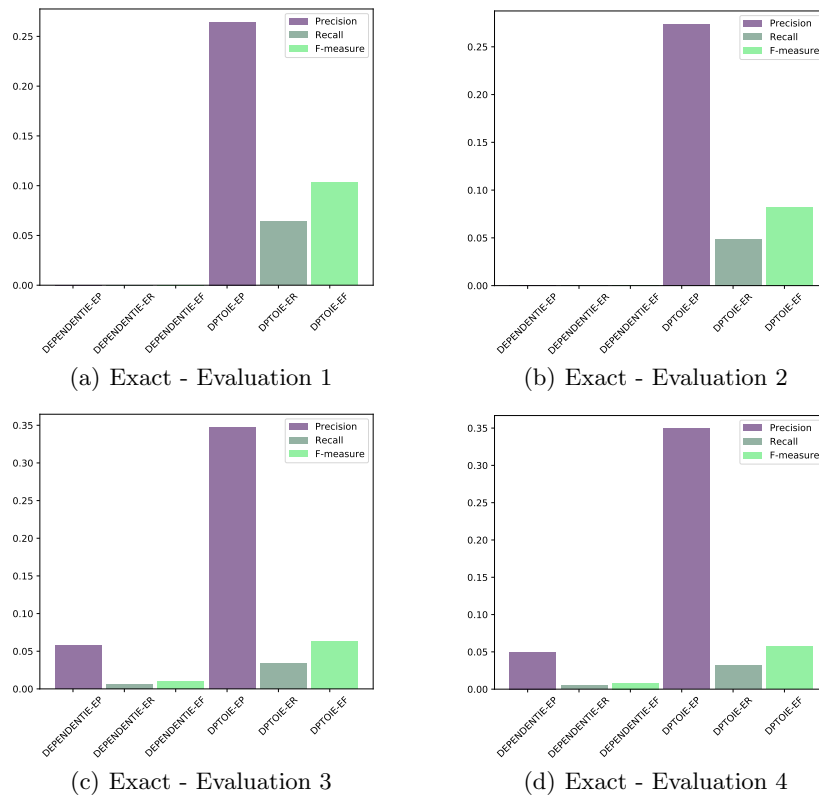 Precision
Recall
F-measure
0.25
0.20
0.15
0.10
0.05
0.00
DEPENDENTIE-EP
DEPENDENTIE-ER
DEPENDENTIE-EF
DPTOIE-EP
DPTOIE-ER
DPTOIE-EF
(a) Exact - Evaluation 1
Precision
Recall
F-measure
0.25
0.20
0.15
0.10
0.05
0.00
DEPENDENTIE-EP
DEPENDENTIE-ER
DEPENDENTIE-EF
DPTOIE-EP
DPTOIE-ER
DPTOIE-EF
(b) Exact - Evaluation 2
Precision
Recall
F-measure
0.35
0.30
0.25
0.20
0.15
0.10
0.05
0.00
DEPENDENTIE-EP
DEPENDENTIE-ER
DEPENDENTIE-EF
DPTOIE-EP
DPTOIE-ER
DPTOIE-EF
(c) Exact - Evaluation 3
Precision
Recall
F-measure
0.35
0.30
0.25
0.20
0.15
0.10
0.05
0.00
DEPENDENTIE-EP
DEPENDENTIE-ER
DEPENDENTIE-EF
DPTOIE-EP
DPTOIE-ER
DPTOIE-EF
(d) Exact - Evaluation 4